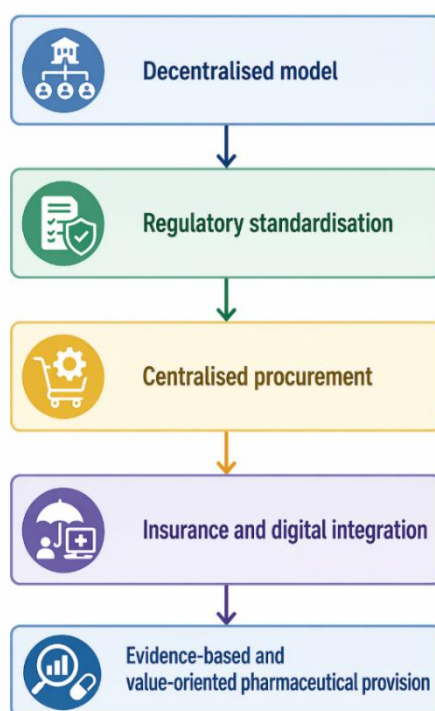 Decentralised model
Regulatory standardisation
Centralised procurement
Insurance and digital integration
Evidence-based and
value-oriented pharmaceutical provision